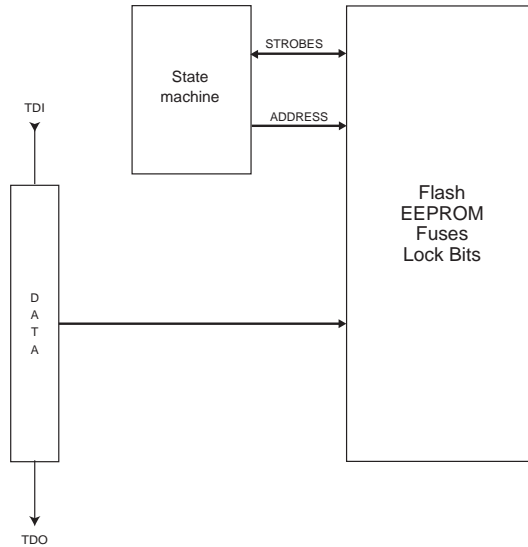 STROBES
State
machine
ADDRESS
TDI
Flash
EEPROM
Fuses
Lock Bits
D
A
T
A
TDO